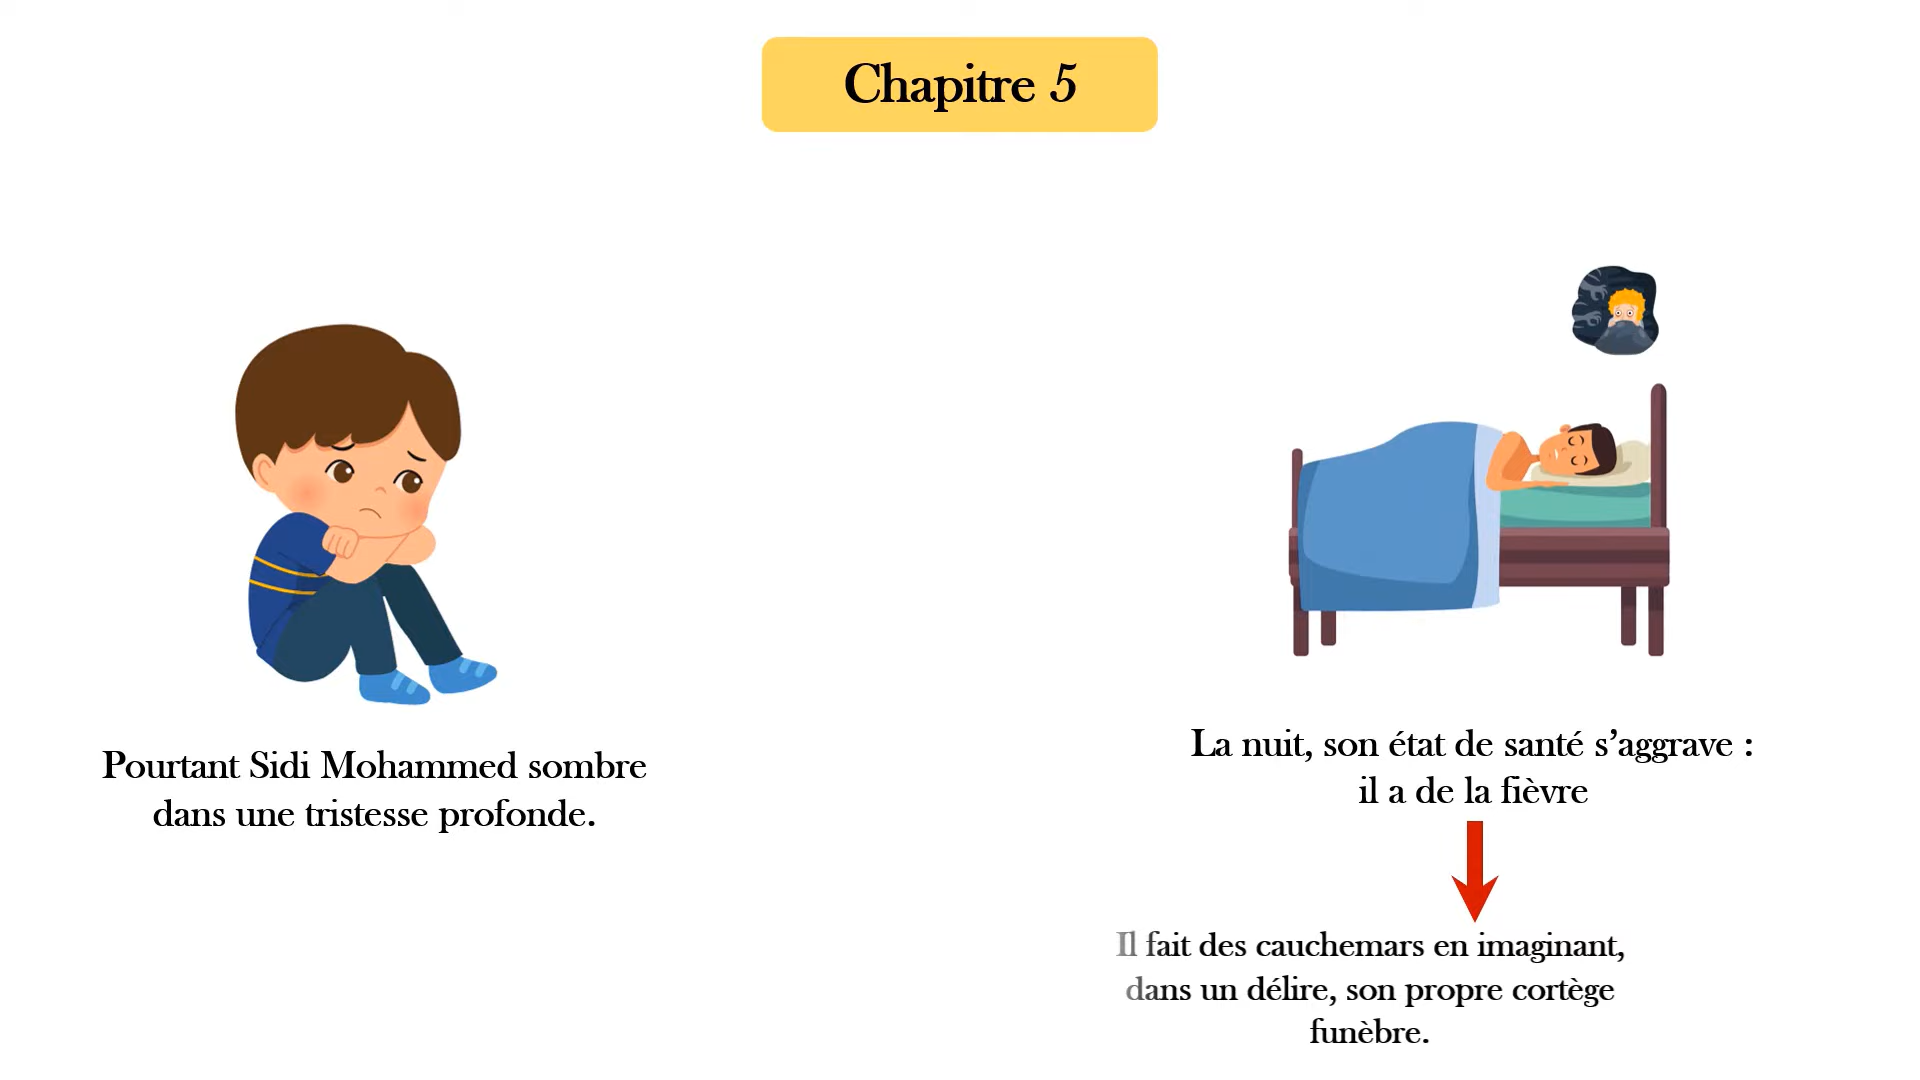 Chapitre 5
Pourtant Sidi Mohammed sombre
dans une tristesse profonde.
La nuit, son état de santé s’aggrave :
il a de la fièvre
Il fait des cauchemars en imaginant,
dans un délire, son propre cortège
funèbre.